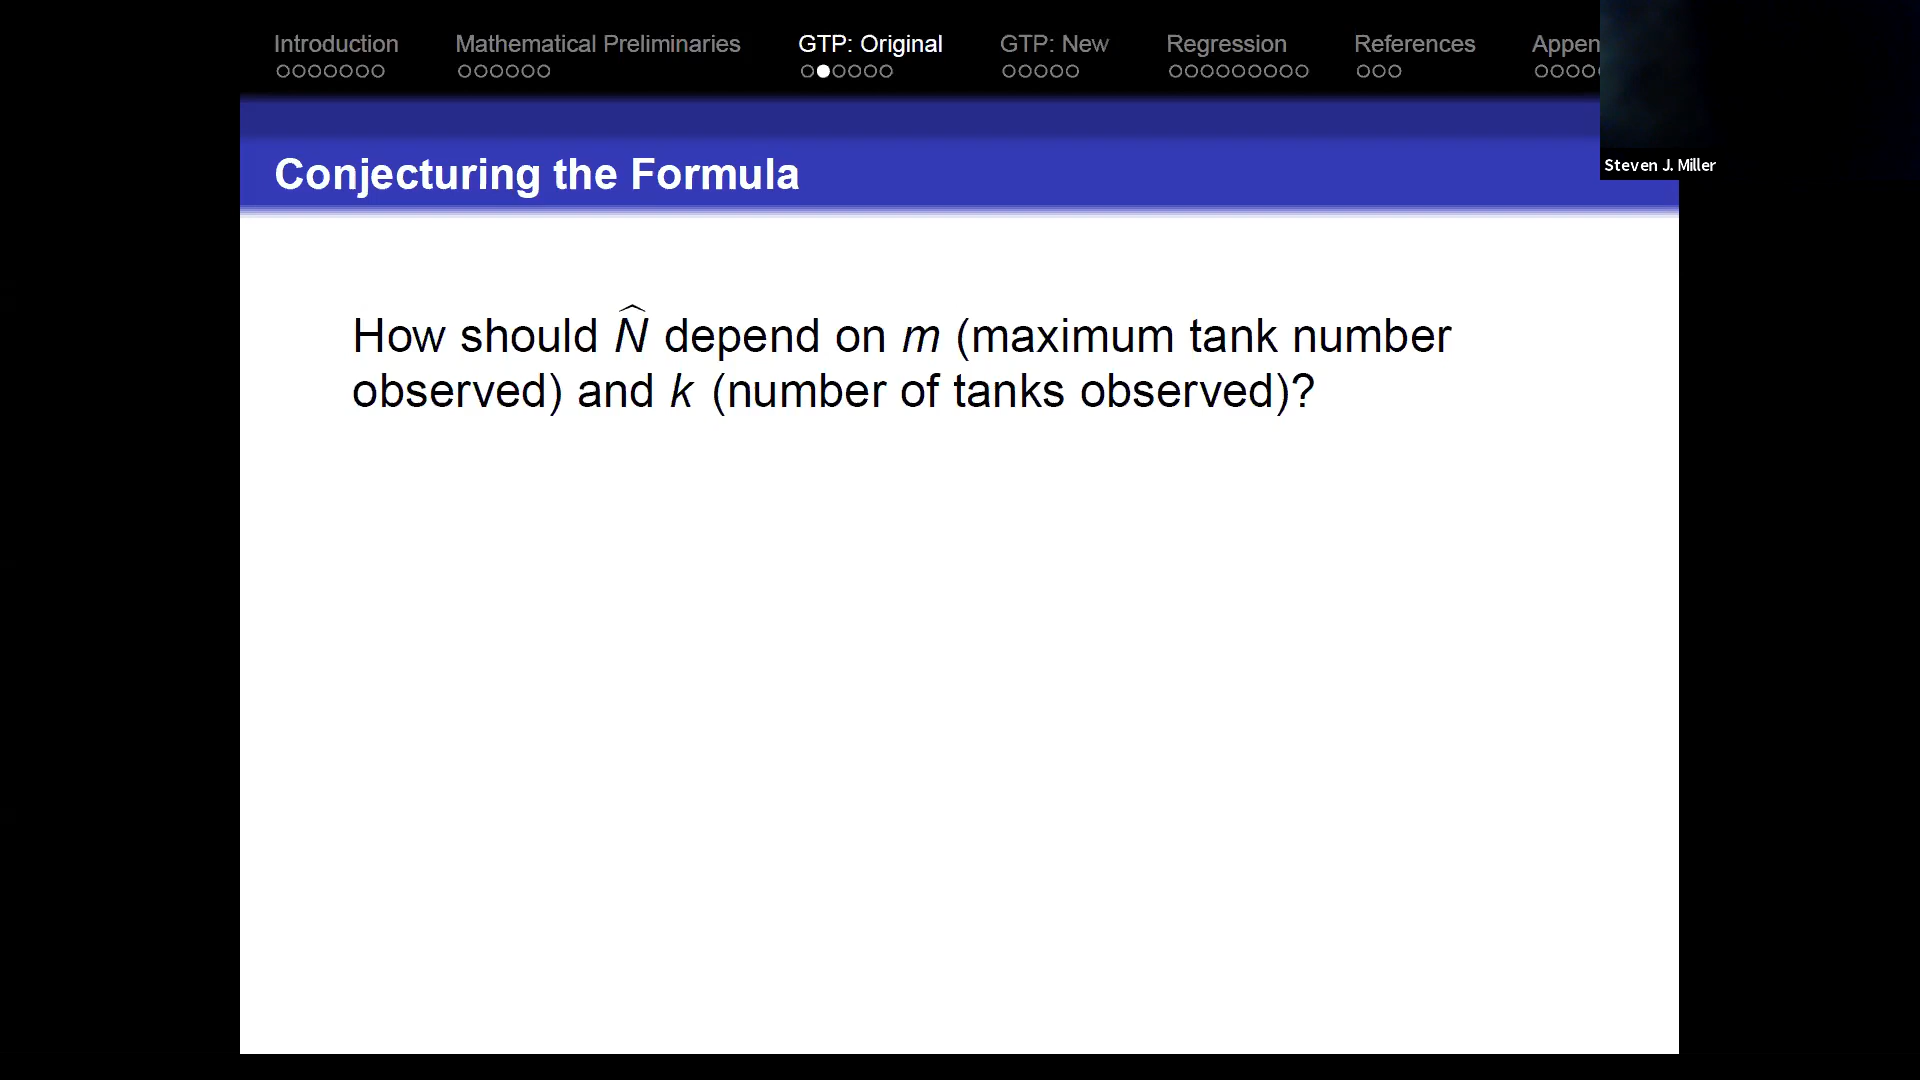 Introduction Mathematical Preliminaries GTP: Original GTP: New Regression References Appen
Steven J. Miller
Conjecturing the Formula
How should N̂ depend on m (maximum tank number
observed) and k (number of tanks observed)?